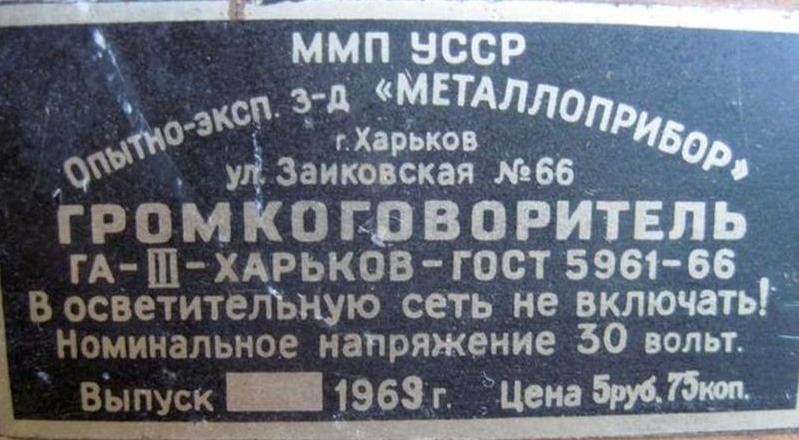 ММП УССР
Опытно-эксп. з-д «МЕТАЛЛОПРИБОР»
г. Харьков
ул. Заиковская №66
ГРОМКОГОВОРИТЕЛЬ
ГА-III-ХАРЬКОВ-ГОСТ 5961-66
В осветительную сеть не включать!
Номинальное напряжение 30 вольт.
Выпуск 1969 г. Цена 5руб. 75коп.